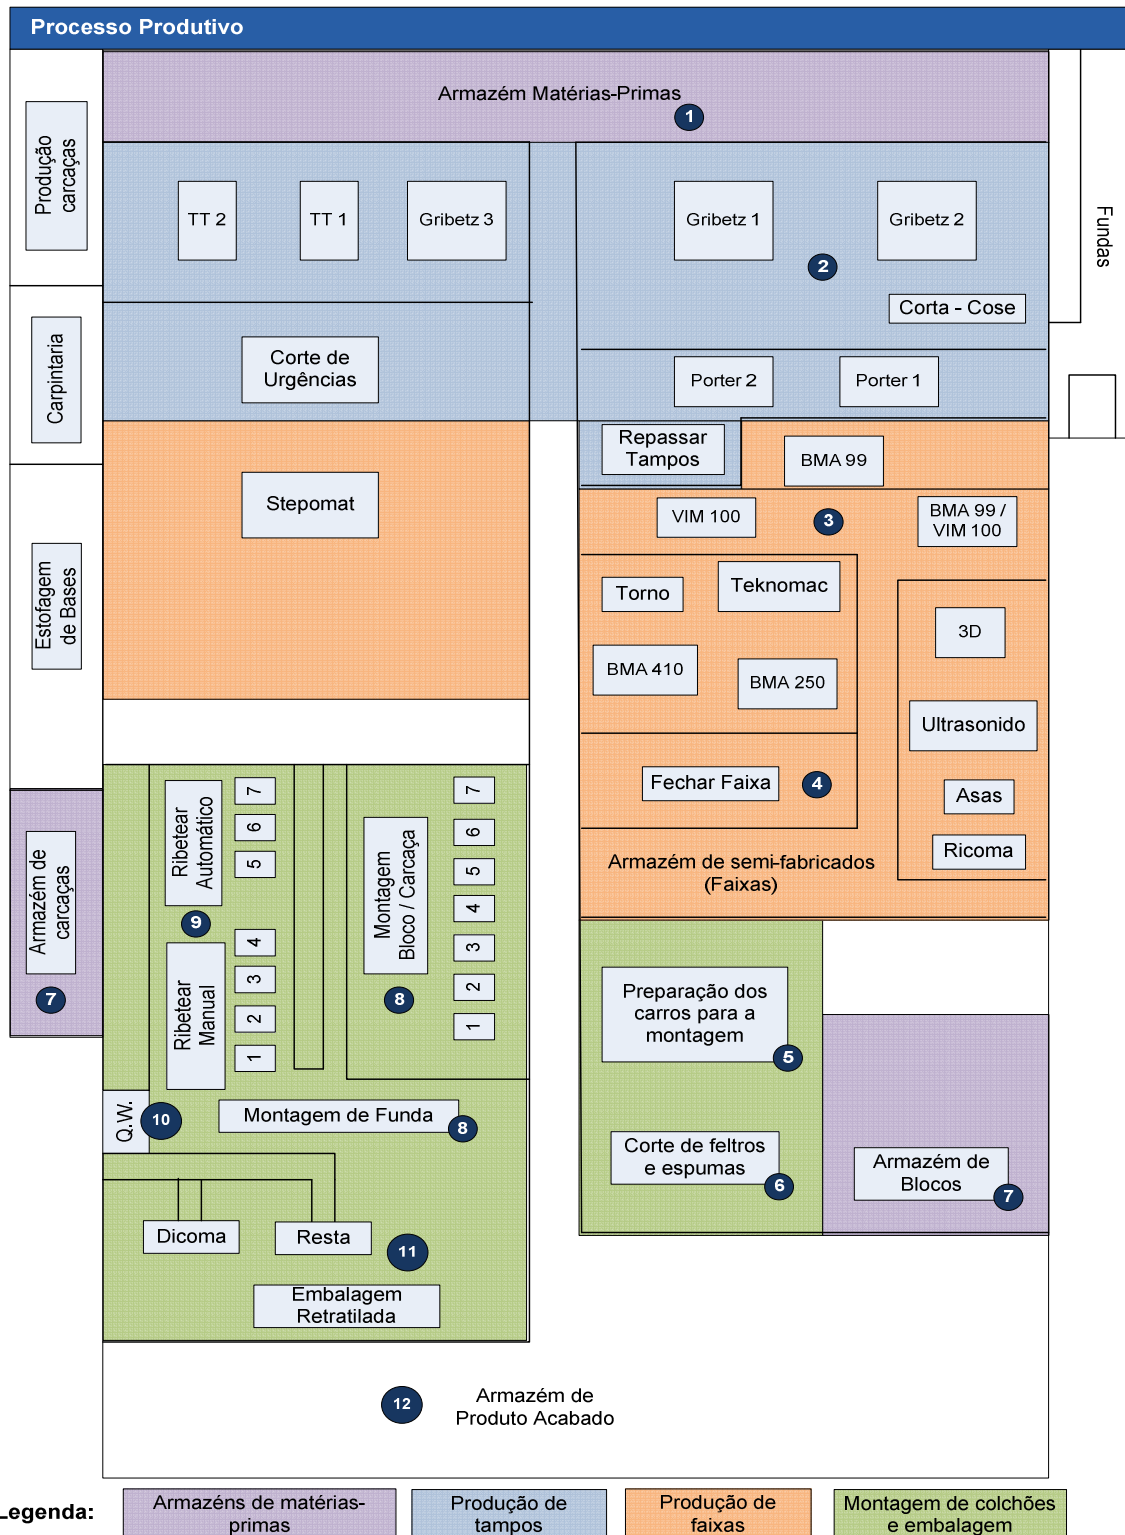 Processo Produtivo
Armazém Matérias-Primas
1
Produção
carcaças
TT 2
TT 1
Gribetz 3
Gribetz 1
Gribetz 2
2
Fundas
Corta - Cose
Carpintaria
Corte de
Urgências
Porter 2
Porter 1
Repassar
Tampos
BMA 99
Stepomat
VIM 100
3
BMA 99 /
VIM 100
Estofagem
de Bases
Torno
Teknomac
3D
BMA 410
BMA 250
Ultrasonido
Fechar Faixa
4
Asas
Ricoma
Armazém de semi-fabricados
(Faixas)
Armazém de
carcaças
7
Ribetear
Automático
7
6
5
9
Ribetear
Manual
4
3
2
1
Montagem
Bloco / Carcaça
8
7
6
5
4
3
2
1
Preparação dos
carros para a
montagem
5
Q.W.
10
Montagem de Funda
8
Corte de feltros
e espumas
6
Armazém de
Blocos
7
Dicoma
Resta
11
Embalagem
Retratilada
12
Armazém de
Produto Acabado
Legenda:
Armazéns de matérias-
primas
Produção de
tampos
Produção de
faixas
Montagem de colchões
e embalagem